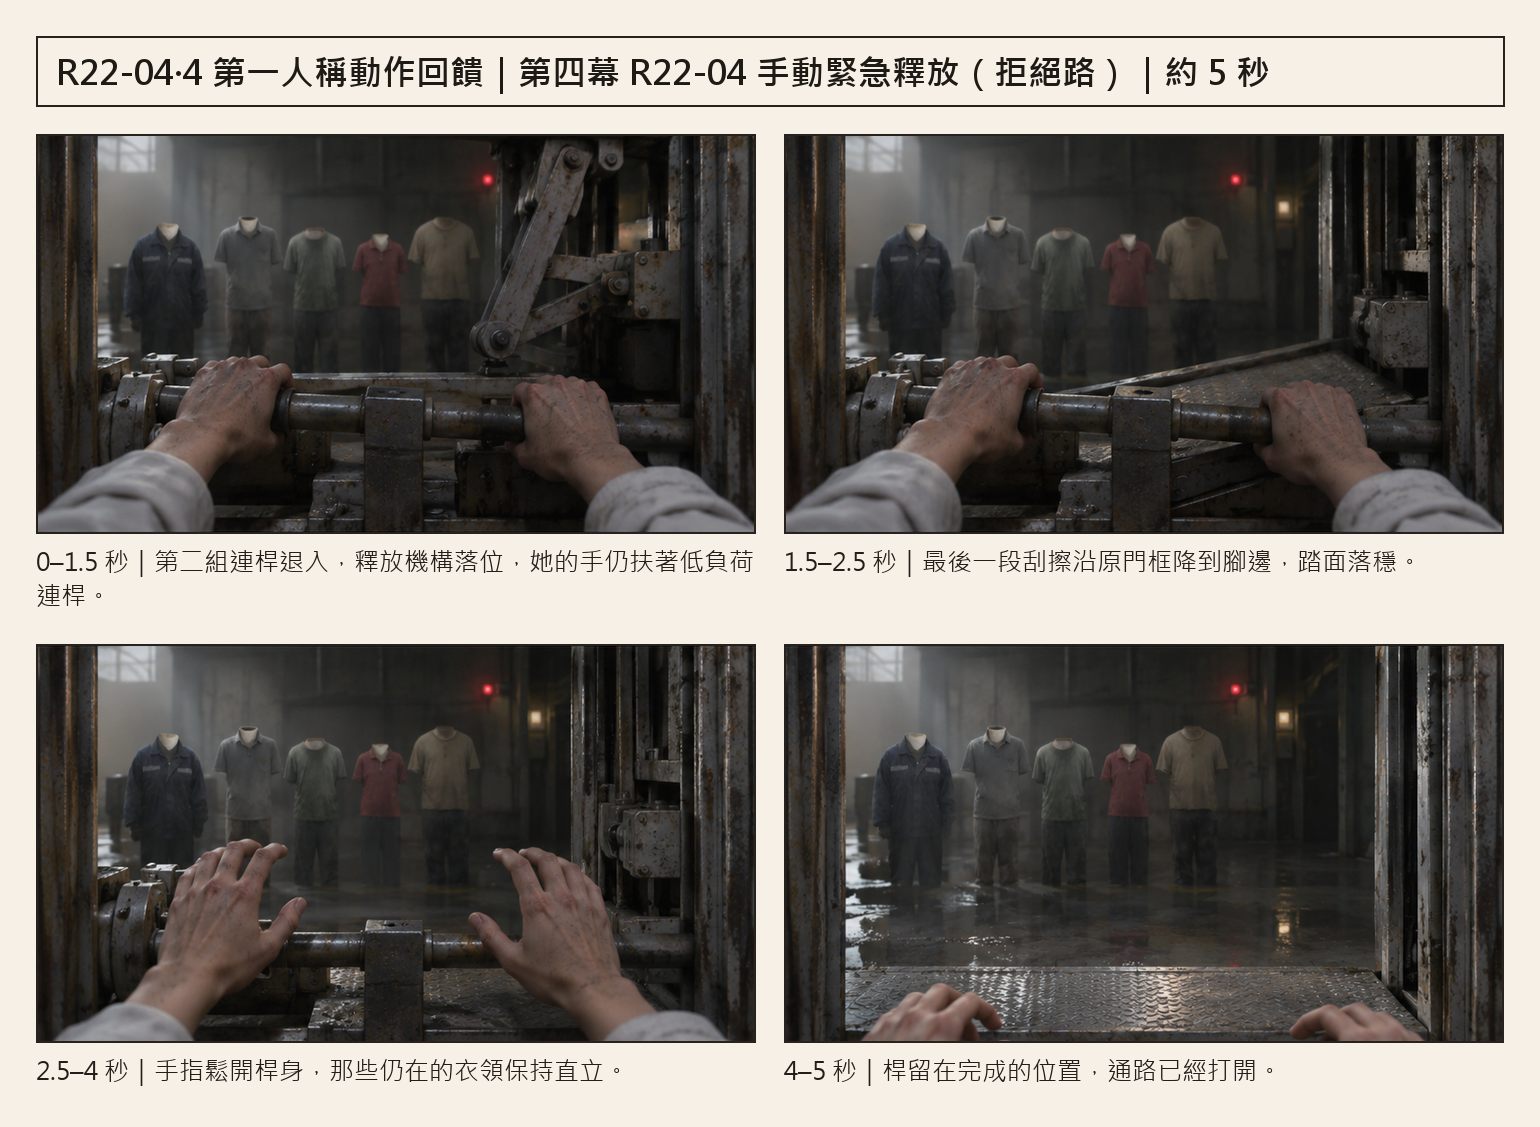 R22-04·4 第一人稱動作回饋｜第四幕 R22-04 手動緊急釋放（拒絕路）｜約 5 秒
0–1.5 秒｜第二組連桿退入，釋放機構落位，她的手仍扶著低負荷
連桿。
1.5–2.5 秒｜最後一段刮擦沿原門框降到腳邊，踏面落穩。
2.5–4 秒｜手指鬆開桿身，那些仍在的衣領保持直立。
4–5 秒｜桿留在完成的位置，通路已經打開。